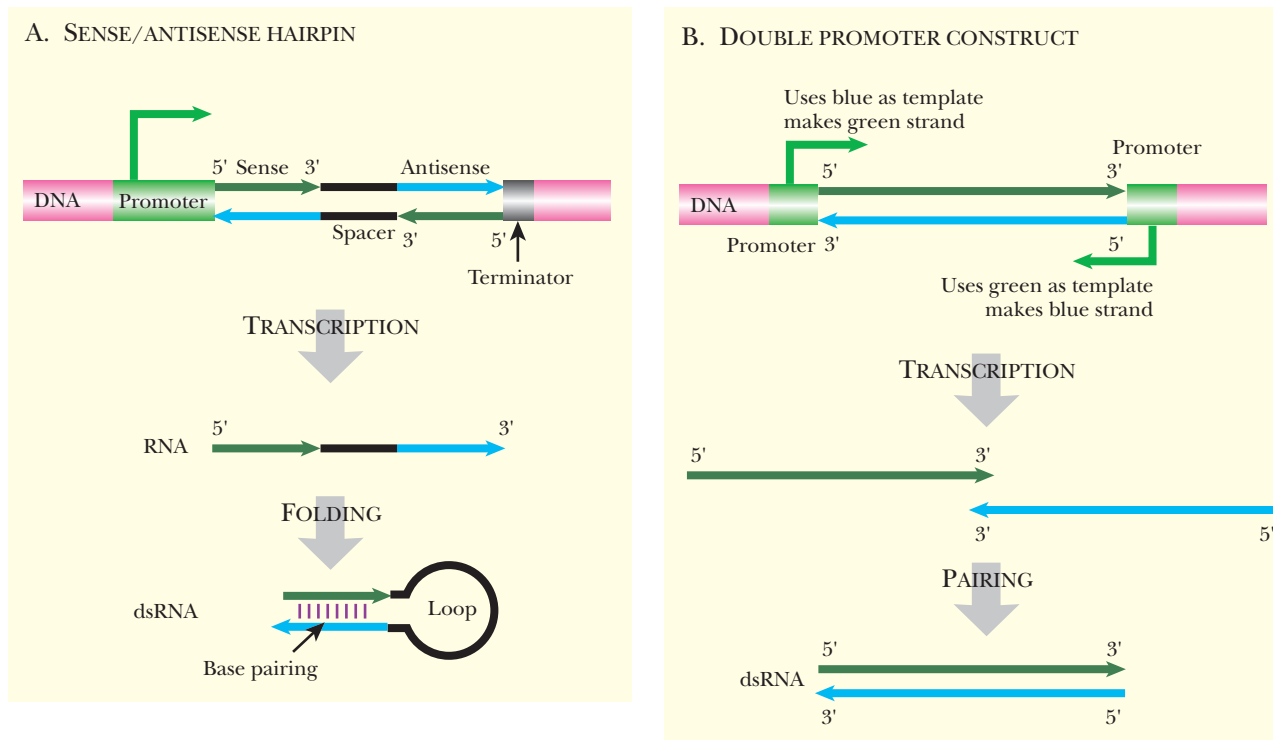 A. SENSE/ANTISENSE HAIRPIN
5' Sense 3' Antisense
DNA Promoter
Spacer 3' 5'
Terminator
TRANSCRIPTION
5' 3'
RNA
FOLDING
dsRNA Loop
Base pairing
B. DOUBLE PROMOTER CONSTRUCT
Uses blue as template
makes green strand
Promoter
5' 3'
DNA
Promoter 3' 5'
Uses green as template
makes blue strand
TRANSCRIPTION
5' 3'
3' 5'
PAIRING
5' 3'
dsRNA
3' 5'